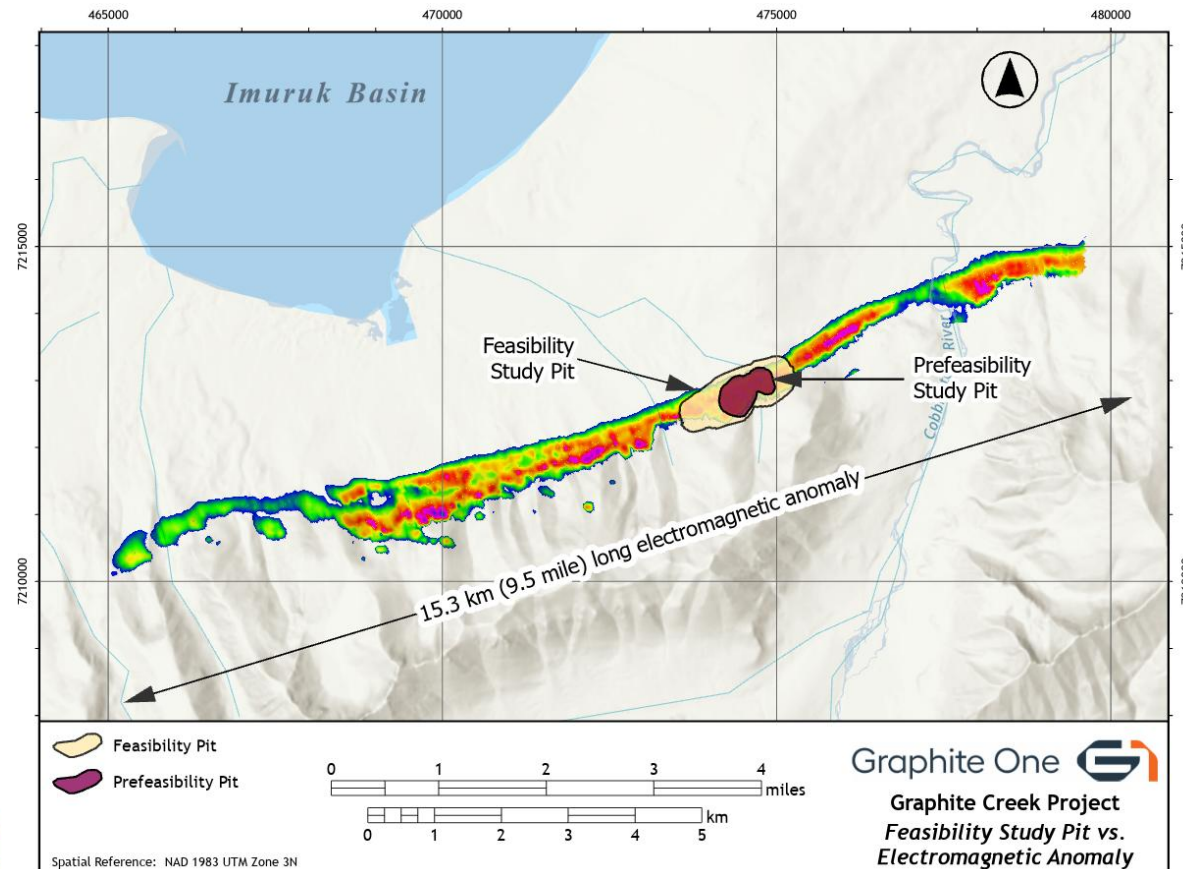 465000
470000
475000
480000
Imuruk Basin
7215000
Feasibility
Study Pit
Prefeasibility
Study Pit
River
15.3 km (9.5 mile) long electromagnetic anomaly
7210000
Feasibility Pit
Prefeasibility Pit
0 1 2 3 4
miles
km
0 1 2 3 4 5
Spatial Reference: NAD 1983 UTM Zone 3N
Graphite One
Graphite Creek Project
Feasibility Study Pit vs.
Electromagnetic Anomaly